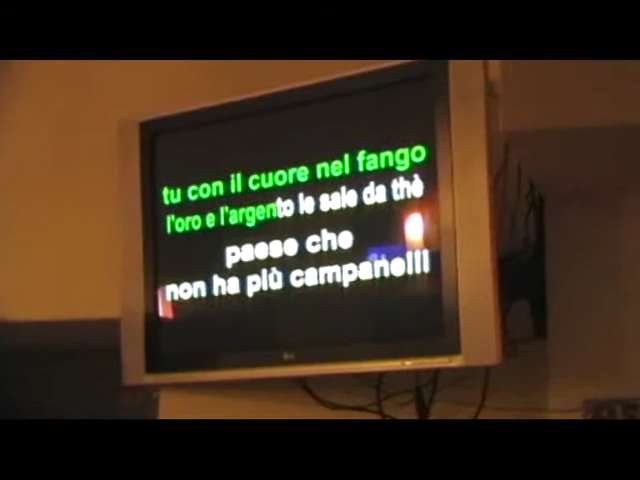 tu con il cuore nel fango
l'oro e l'argento le sale da thè
paese che
non ha più campanelli